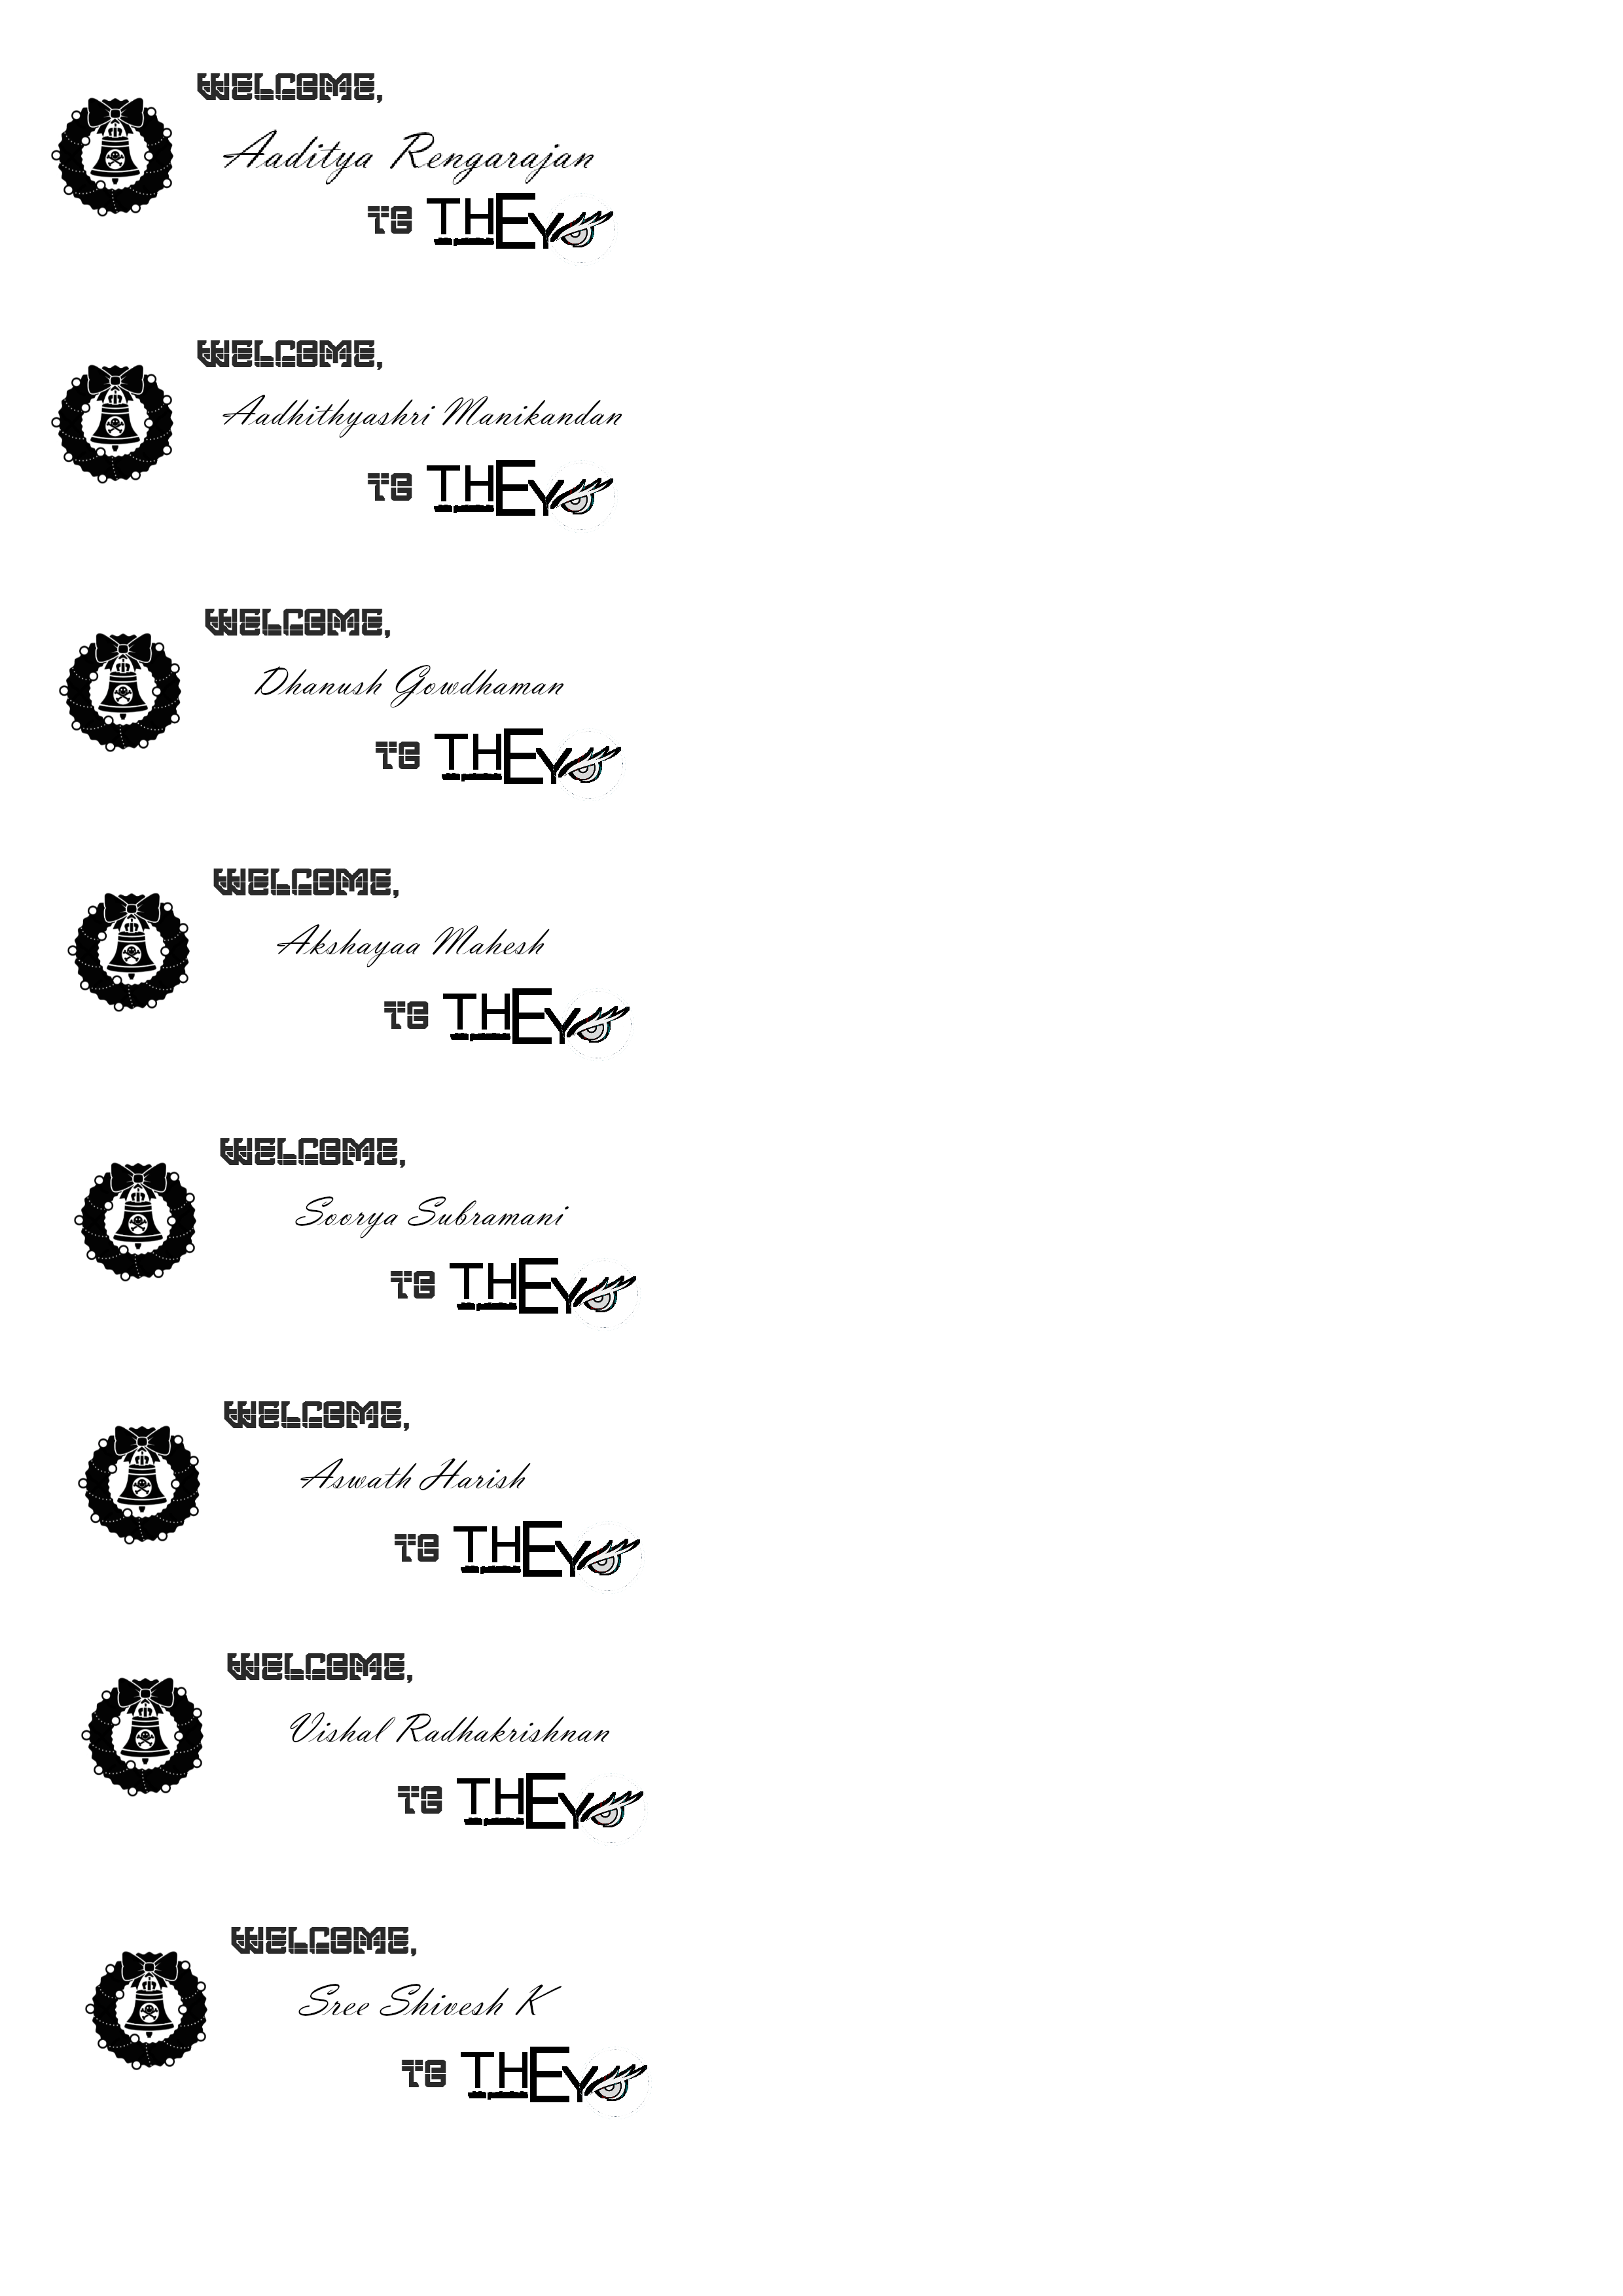 WELCOME,
Aaditya Rengarajan
TO THEY
WELCOME,
Aadhithyashri Manikandan
TO THEY
WELCOME,
Dhanush Gowdhaman
TO THEY
WELCOME,
Akshayaa Mahesh
TO THEY
WELCOME,
Soorya Subramani
TO THEY
WELCOME,
Aswath Harish
TO THEY
WELCOME,
Vishal Radhakrishnan
TO THEY
WELCOME,
Sree Shivesh K
TO THEY